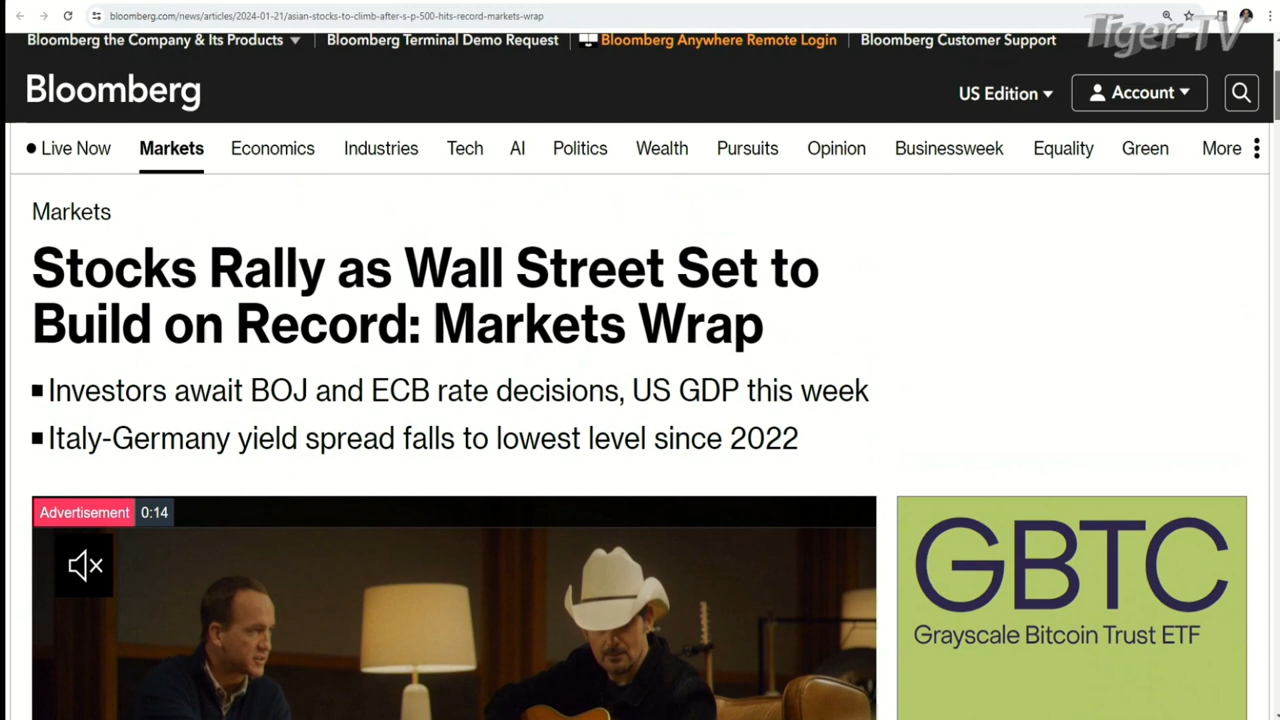 bloomberg.com/news/articles/2024-01-21/asian-stocks-to-climb-after-s-p-500-hits-record-markets-wrap
Tiger-TV
Bloomberg the Company & Its Products
Bloomberg Terminal Demo Request
Bloomberg Anywhere Remote Login
Bloomberg Customer Support
Bloomberg
US Edition
Account
Live Now
Markets
Economics
Industries
Tech
AI
Politics
Wealth
Pursuits
Opinion
Businessweek
Equality
Green
More
Markets
Stocks Rally as Wall Street Set to
Build on Record: Markets Wrap
Investors await BOJ and ECB rate decisions, US GDP this week
Italy-Germany yield spread falls to lowest level since 2022
Advertisement 0:14
GBTC
Grayscale Bitcoin Trust ETF